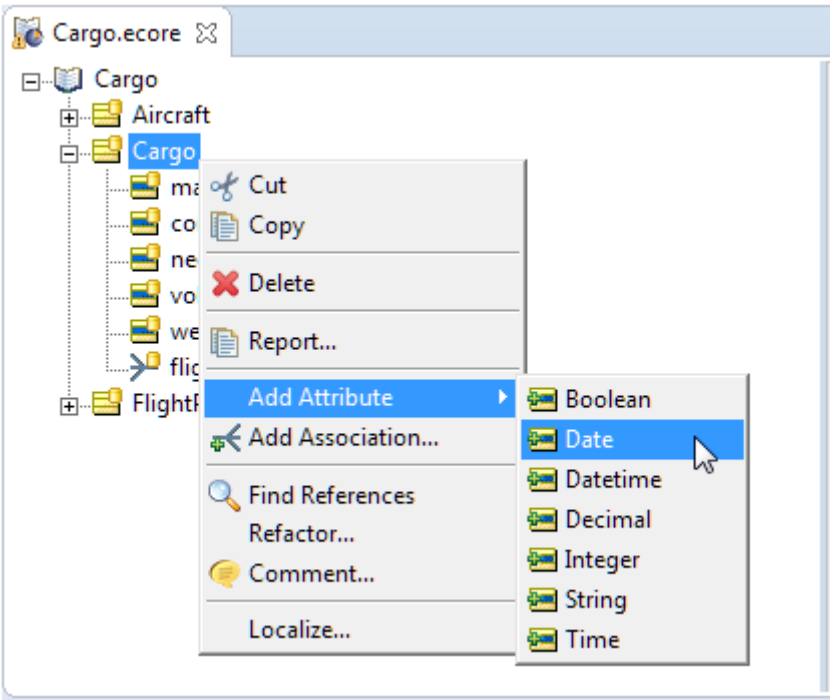 Cargo.ecore
Cargo
Aircraft
Cargo
ma
co
ne
vo
we
flig
Flight
Cut
Copy
Delete
Report...
Add Attribute
Add Association...
Find References
Refactor...
Comment...
Localize...
Boolean
Date
Datetime
Decimal
Integer
String
Time